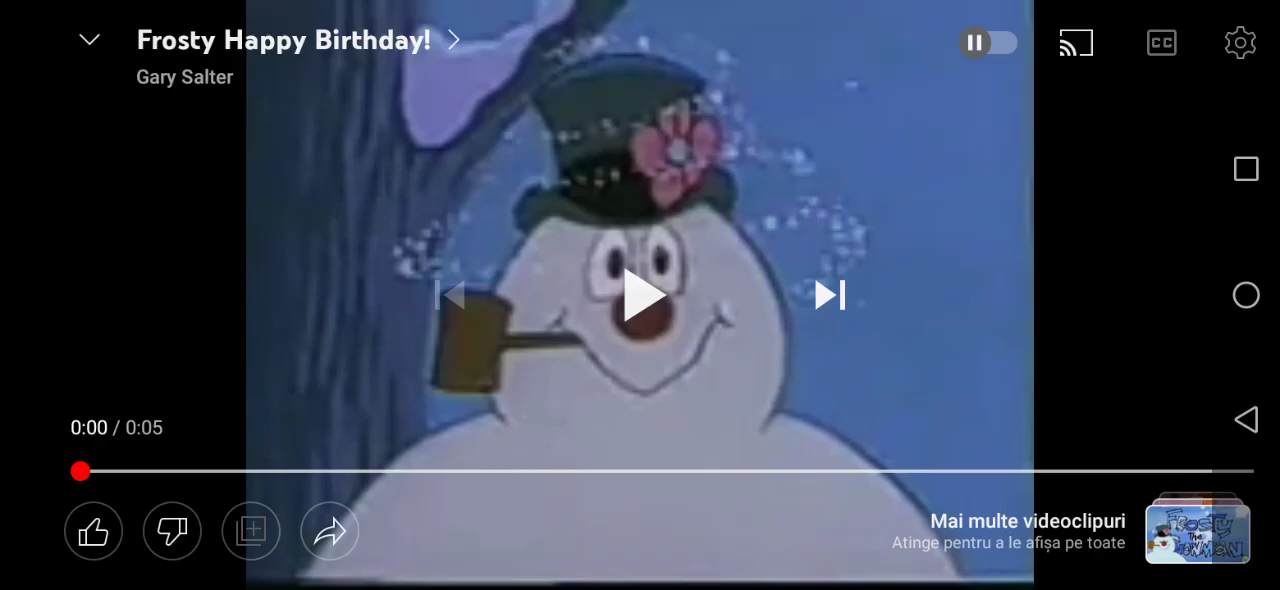 Frosty Happy Birthday!
Gary Salter
CC
0:00 / 0:05
Mai multe videoclipuri
Atinge pentru a le afișa pe toate
FROSTY
THE
SNOWMAN